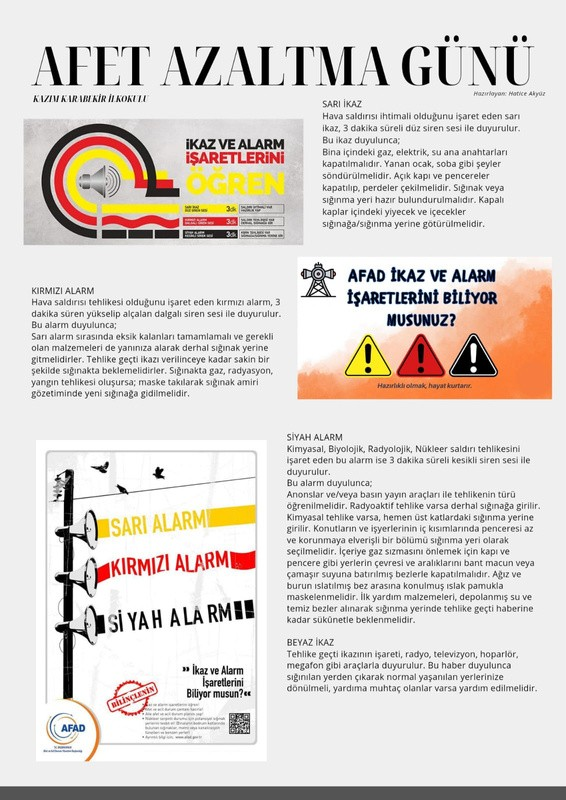 AFET AZALTMA GÜNÜ
KAZIM KARABEKİR İLKOKULU
Hazırlayan: Hatice Akyüz
İKAZ VE ALARM
İŞARETLERİNİ
ÖĞREN
SARI İKAZ
3dk
KIRMIZI ALARM
3dk
SİYAH ALARM
3dk
SARI İKAZ
Hava saldırısı ihtimali olduğunu işaret eden sarı
ikaz, 3 dakika süreli düz siren sesi ile duyurulur.
Bu ikaz duyulunca;
Bina içindeki gaz, elektrik, su ana anahtarları
kapatılmalıdır. Yanan ocak, soba gibi şeyler
söndürülmelidir. Açık kapı ve pencereler
kapatılıp, perdeler çekilmelidir. Sığınak veya
sığınma yeri hazır bulundurulmalıdır. Kapalı
kaplar içindeki yiyecek ve içecekler
sığınağa/sığınma yerine götürülmelidir.
KIRMIZI ALARM
Hava saldırısı tehlikesi olduğunu işaret eden kırmızı alarm, 3
dakika süren yükselip alçalan dalgalı siren sesi ile duyurulur.
Bu alarm duyulunca;
Sarı alarm sırasında eksik kalanları tamamlamalı ve gerekli
olan malzemeleri de yanınıza alarak derhal sığınak yerine
gitmelidirler. Tehlike geçti ikazı verilinceye kadar sakin bir
şekilde sığınakta beklemelidirler. Sığınakta gaz, radyasyon,
yangın tehlikesi oluşursa; maske takılarak sığınak amiri
gözetiminde yeni sığınağa gidilmelidir.
AFAD İKAZ VE ALARM
İŞARETLERİNİ BİLİYOR
MUSUNUZ?
Hazırlıklı olmak, hayat kurtarır.
SİYAH ALARM
Kimyasal, Biyolojik, Radyolojik, Nükleer saldırı tehlikesini
işaret eden bu alarm ise 3 dakika süreli kesikli siren sesi ile
duyurulur.
Bu alarm duyulunca;
Anonslar ve/veya basın yayın araçları ile tehlikenin türü
öğrenilmelidir. Radyoaktif tehlike varsa derhal sığınağa girilir.
Kimyasal tehlike varsa, hemen üst katlardaki sığınma yerine
girilir. Konutların ve işyerlerinin iç kısımlarında penceresi az
ve korunmaya elverişli bir bölümü sığınma yeri olarak
seçilmelidir. İçeriye gaz sızmasını önlemek için kapı ve
pencere gibi yerlerin çevresi ve aralıklarını bant macun veya
çamaşır suyuna batırılmış bezlerle kapatılmalıdır. Ağız ve
burun ıslatılmış bez arasına konulmuş ıslak pamukla
maskelenmelidir. İlk yardım malzemeleri, depolanmış su ve
temiz bezler alınarak sığınma yerinde tehlike geçti haberine
kadar sükûnetle beklenmelidir.
BEYAZ İKAZ
Tehlike geçti ikazının işareti, radyo, televizyon, hoparlör,
megafon gibi araçlarla duyurulur. Bu haber duyulunca
sığınılan yerden çıkarak normal yaşanılan yerlerinize
dönülmeli, yardıma muhtaç olanlar varsa yardım edilmelidir.
SARI ALARM
KIRMIZI ALARM
SİYAH ALARM
» İkaz ve Alarm
İşaretlerini
Biliyor musun? «
BİLİNÇLENİN
AFAD